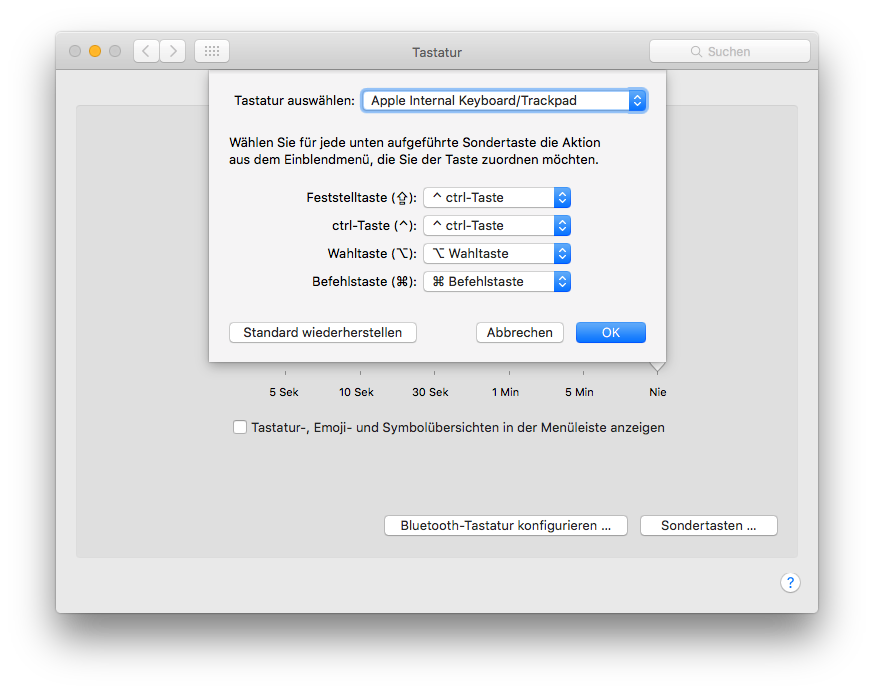 Tastatur
Suchen
Tastatur auswählen: Apple Internal Keyboard/Trackpad
Wählen Sie für jede unten aufgeführte Sondertaste die Aktion
aus dem Einblendmenü, die Sie der Taste zuordnen möchten.
Feststelltaste (⇪): ^ ctrl-Taste
ctrl-Taste (^): ^ ctrl-Taste
Wahltaste (⌥): ⌥ Wahltaste
Befehlstaste (⌘): ⌘ Befehlstaste
Standard wiederherstellen Abbrechen OK
5 Sek 10 Sek 30 Sek 1 Min 5 Min Nie
Tastatur-, Emoji- und Symbolübersichten in der Menüleiste anzeigen
Bluetooth-Tastatur konfigurieren ... Sondertasten ...
?